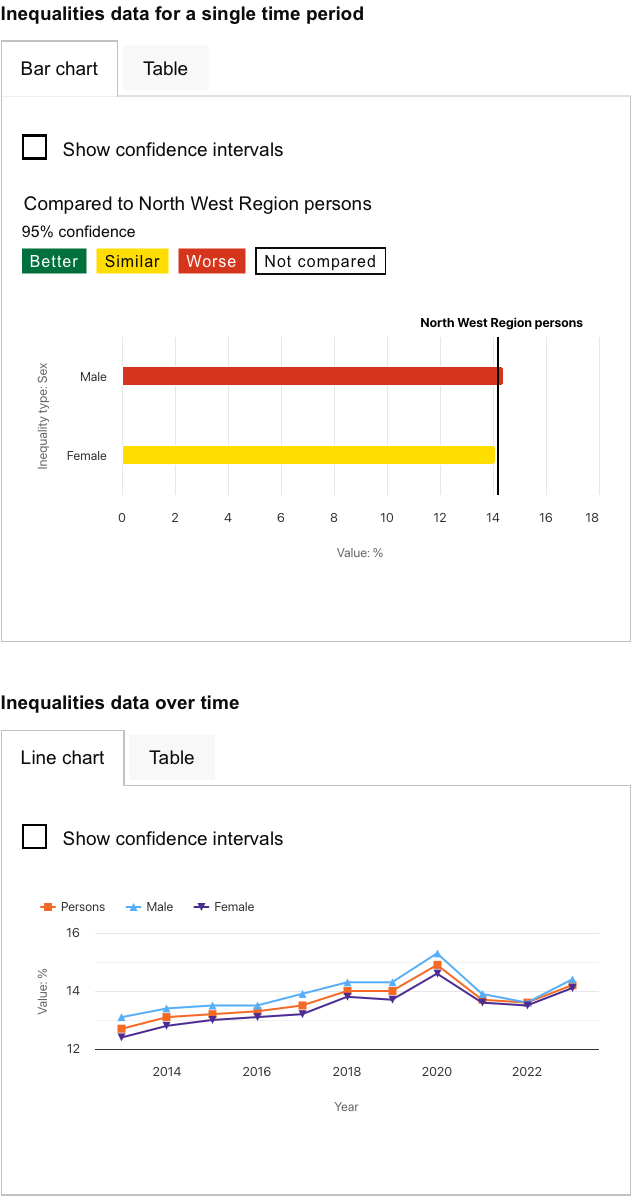 Inequalities data for a single time period
Bar chart
Table
Show confidence intervals
Compared to North West Region persons
95% confidence
Better Similar Worse Not compared
North West Region persons
Inequality type: Sex
Male
Female
0 2 4 6 8 10 12 14 16 18
Value: %
Inequalities data over time
Line chart
Table
Show confidence intervals
Persons Male Female
Value: %
16
14
12
2014 2016 2018 2020 2022
Year